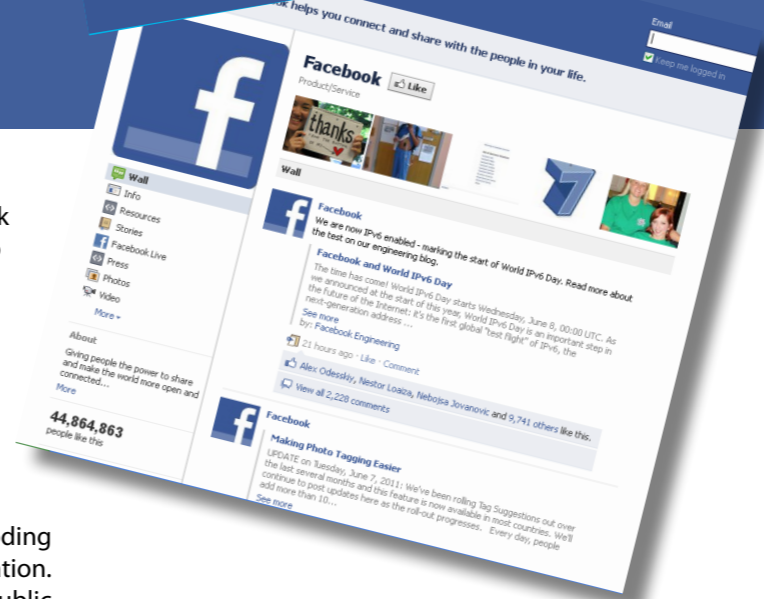 k helps you connect and share with the people in your life.
Email
Keep me logged in
f
Facebook
Like
Product/Service
thanks
7
Wall
Info
Resources
Stories
Facebook Live
Press
Photos
Video
More
About
Giving people the power to share
and make the world more open and
connected...
More
44,864,863
people like this
Wall
Facebook
We are now IPv6 enabled - marking the start of World IPv6 Day. Read more about
the test on our engineering blog.
Facebook and World IPv6 Day
The time has come! World IPv6 Day starts Wednesday, June 8, 00:00 UTC. As
we announced at the start of this year, World IPv6 Day is an important step in
the future of the Internet: it's the first global "test flight" of IPv6, the
next-generation address ...
See more
by: Facebook Engineering
21 hours ago · Like · Comment
Alex Odesskiy, Nestor Loaiza, Nebojsa Jovanovic and 9,741 others like this.
View all 2,228 comments
Facebook
Making Photo Tagging Easier
UPDATE on Tuesday, June 7, 2011: We've been rolling Tag Suggestions out over
the last several months and this feature is now available in most countries. We'll
continue to post updates here as the roll-out progresses. Every day, people
add more than 10...
See more
k
ding
tion.
ublic